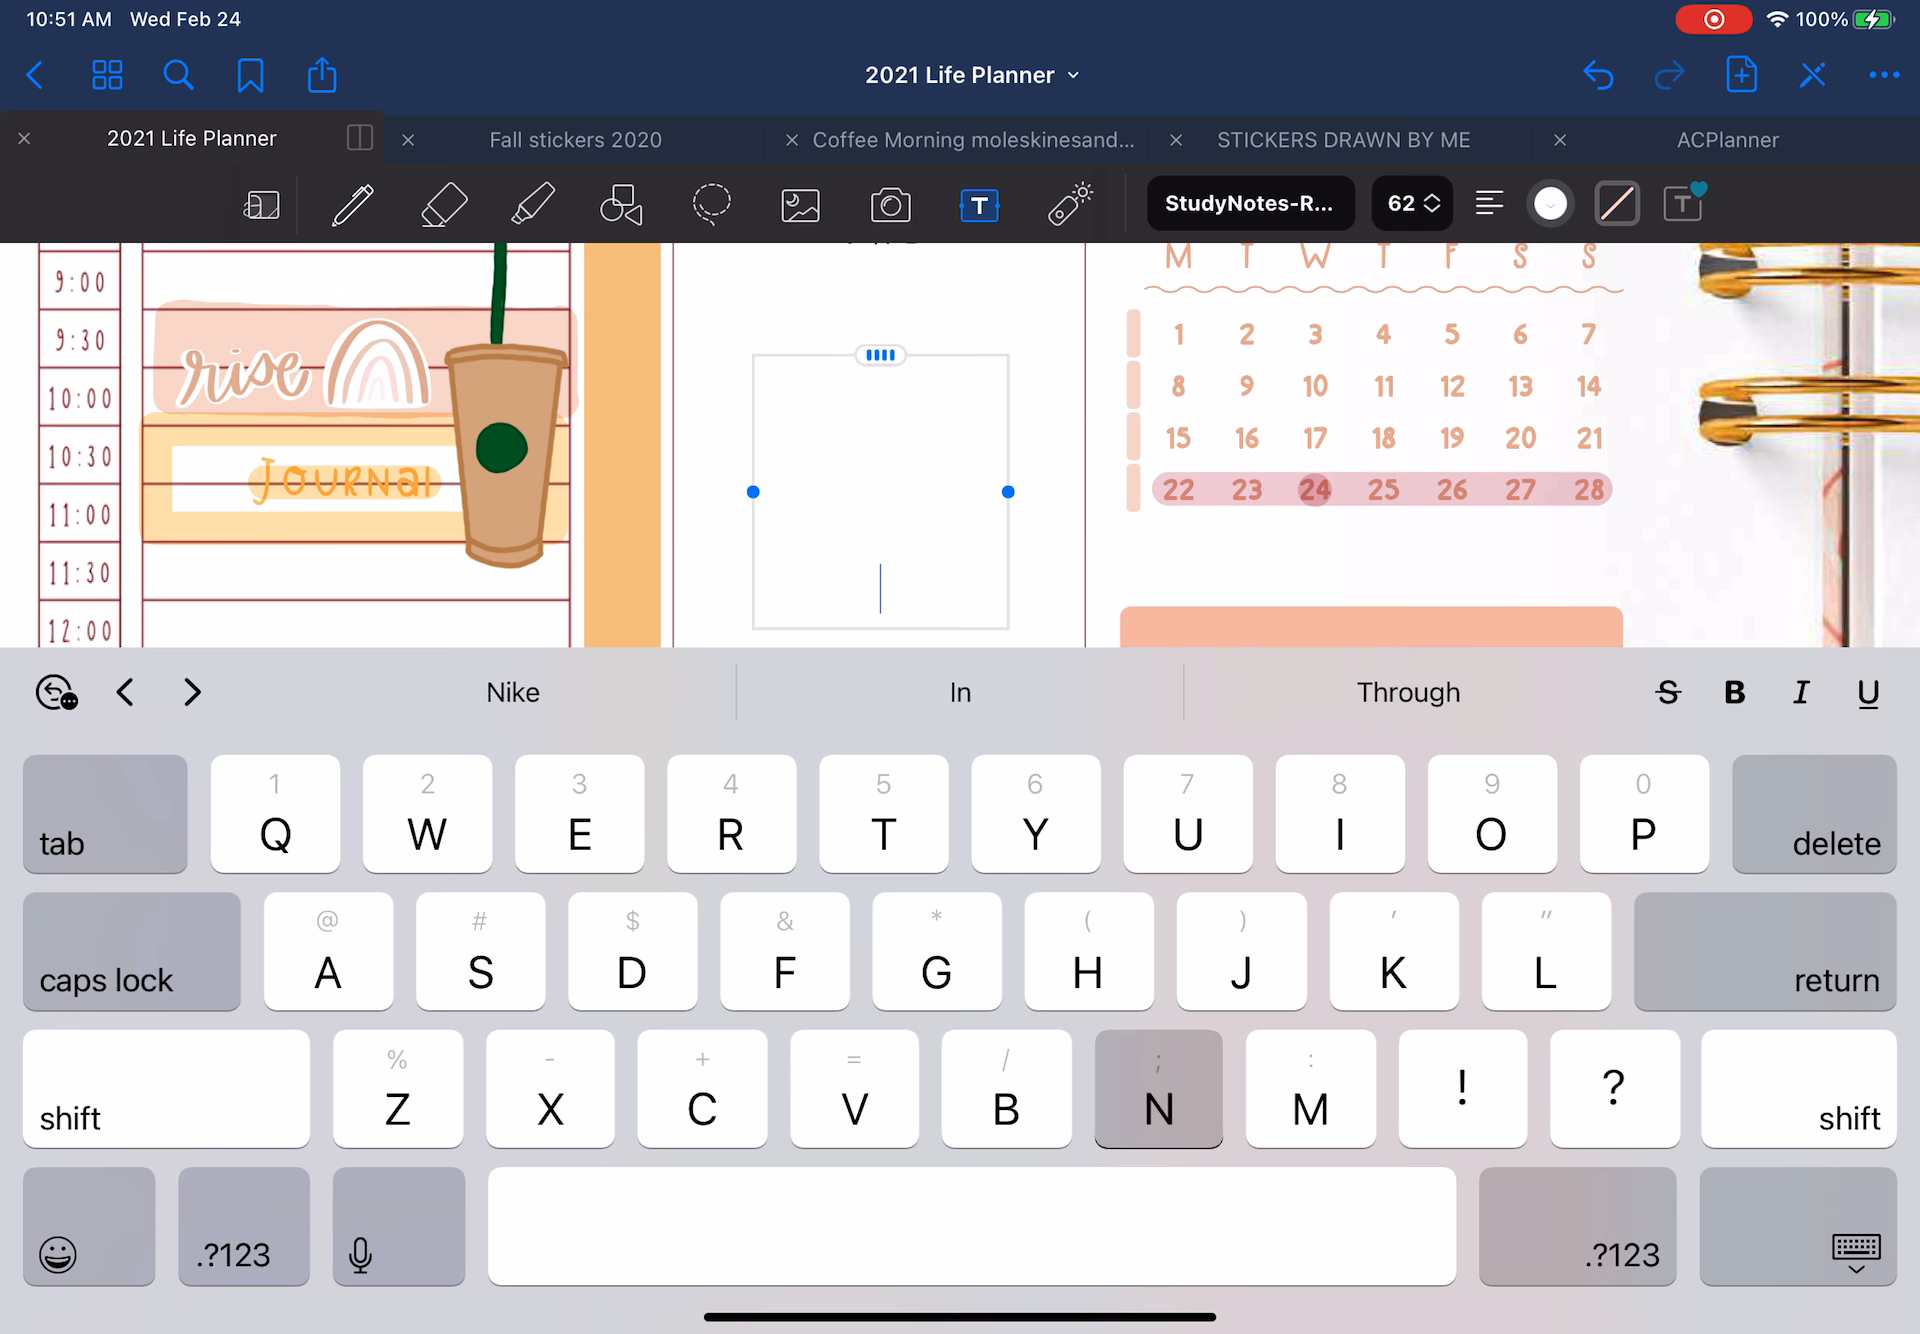 10:51 AM Wed Feb 24
100%
2021 Life Planner
2021 Life Planner
Fall stickers 2020
Coffee Morning moleskinesand...
STICKERS DRAWN BY ME
ACPlanner
T
StudyNotes-R...
62
T
9:00
9:30
10:00
10:30
11:00
11:30
12:00
rise
JOURNAl
M T W T F S S
1 2 3 4 5 6 7
8 9 10 11 12 13 14
15 16 17 18 19 20 21
22 23 24 25 26 27 28
Nike
In
Through
S B I U
tab
1 2 3 4 5 6 7 8 9 0
Q W E R T Y U I O P
delete
caps lock
@ # $ & * ( ) ' "
A S D F G H J K L
return
shift
% - + = / ; :
Z X C V B N M ! ?
shift
.?123
.?123